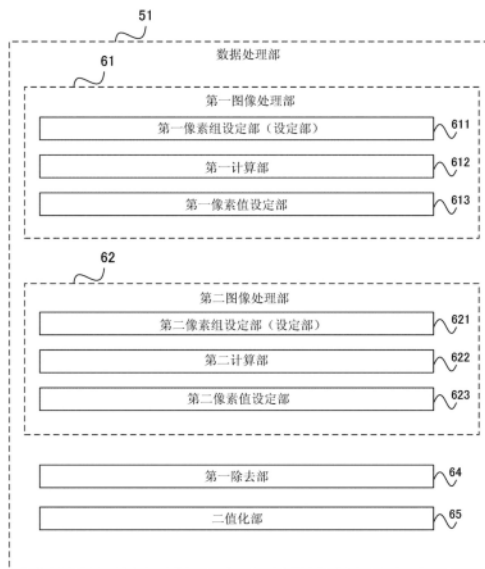 51
数据处理部
61
第一图像处理部
第一像素组设定部（设定部）
611
第一计算部
612
第一像素值设定部
613
62
第二图像处理部
第二像素组设定部（设定部）
621
第二计算部
622
第二像素值设定部
623
第一除去部
64
二值化部
65